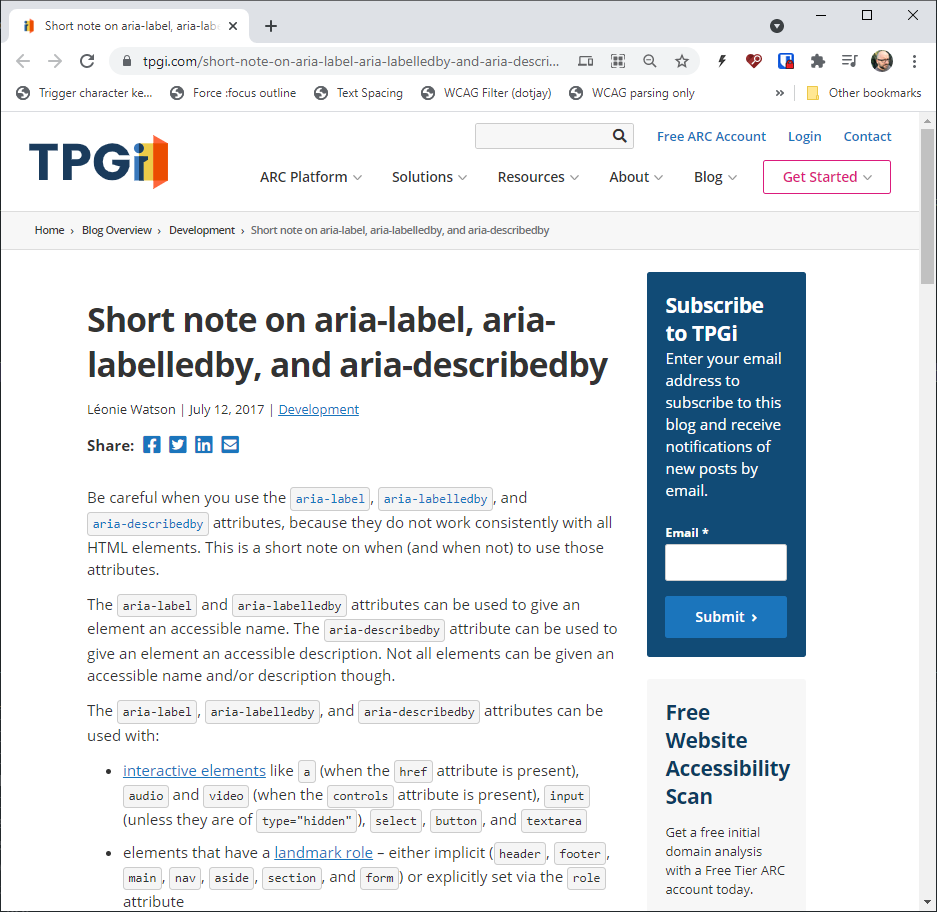 Short note on aria-label, aria-labe
tpgi.com/short-note-on-aria-label-aria-labelledby-and-aria-descri...
Trigger character ke... Force :focus outline Text Spacing WCAG Filter (dotjay) WCAG parsing only » Other bookmarks
Free ARC Account Login Contact
TPGi
ARC Platform Solutions Resources About Blog Get Started
Home › Blog Overview › Development › Short note on aria-label, aria-labelledby, and aria-describedby
Short note on aria-label, aria-
labelledby, and aria-describedby
Léonie Watson | July 12, 2017 | Development
Share:
Be careful when you use the aria-label, aria-labelledby, and
aria-describedby attributes, because they do not work consistently with all
HTML elements. This is a short note on when (and when not) to use those
attributes.
The aria-label and aria-labelledby attributes can be used to give an
element an accessible name. The aria-describedby attribute can be used to
give an element an accessible description. Not all elements can be given an
accessible name and/or description though.
The aria-label, aria-labelledby, and aria-describedby attributes can be
used with:
• interactive elements like a (when the href attribute is present),
audio and video (when the controls attribute is present), input
(unless they are of type="hidden"), select, button, and textarea
• elements that have a landmark role – either implicit (header, footer,
main, nav, aside, section, and form) or explicitly set via the role
attribute
Subscribe
to TPGi
Enter your email
address to
subscribe to this
blog and receive
notifications of
new posts by
email.
Email *
Submit ›
Free
Website
Accessibility
Scan
Get a free initial
domain analysis
with a Free Tier ARC
account today.